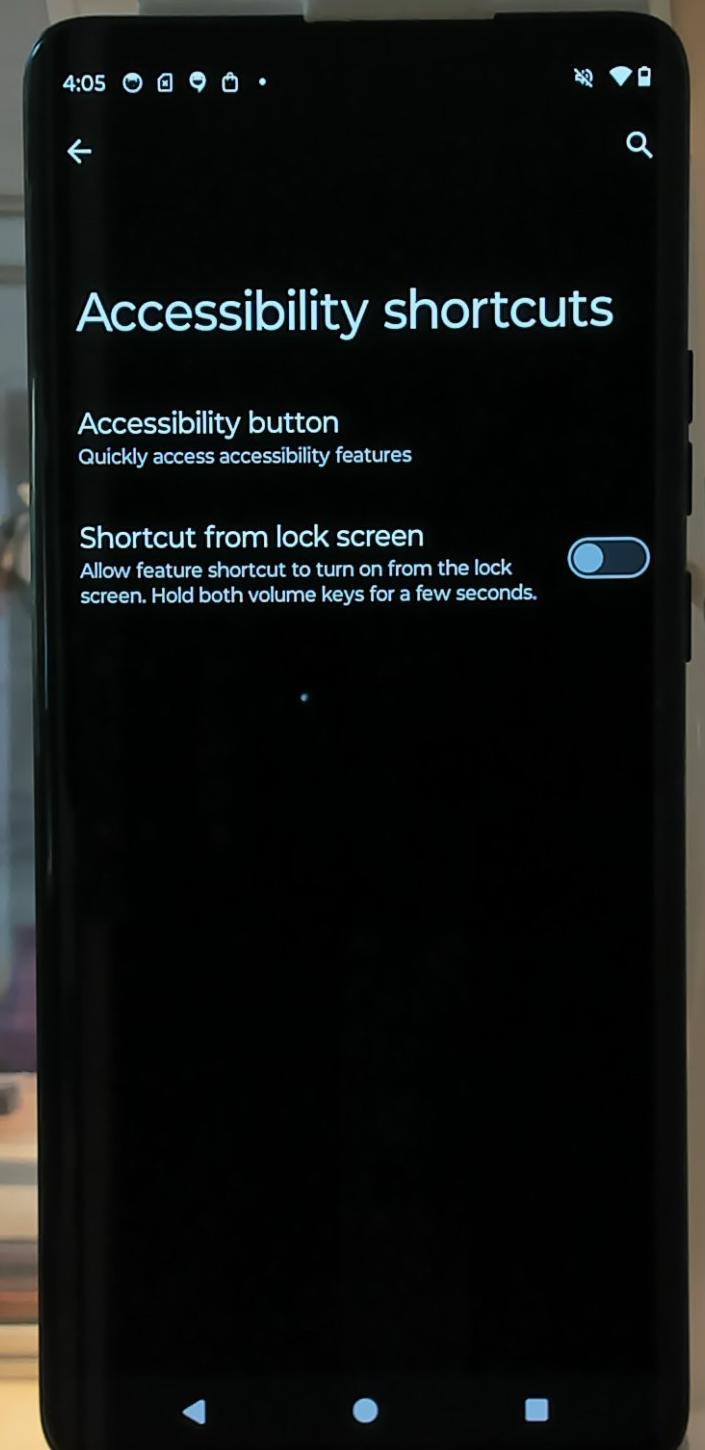 4:05
Accessibility shortcuts
Accessibility button
Quickly access accessibility features
Shortcut from lock screen
Allow feature shortcut to turn on from the lock
screen. Hold both volume keys for a few seconds.